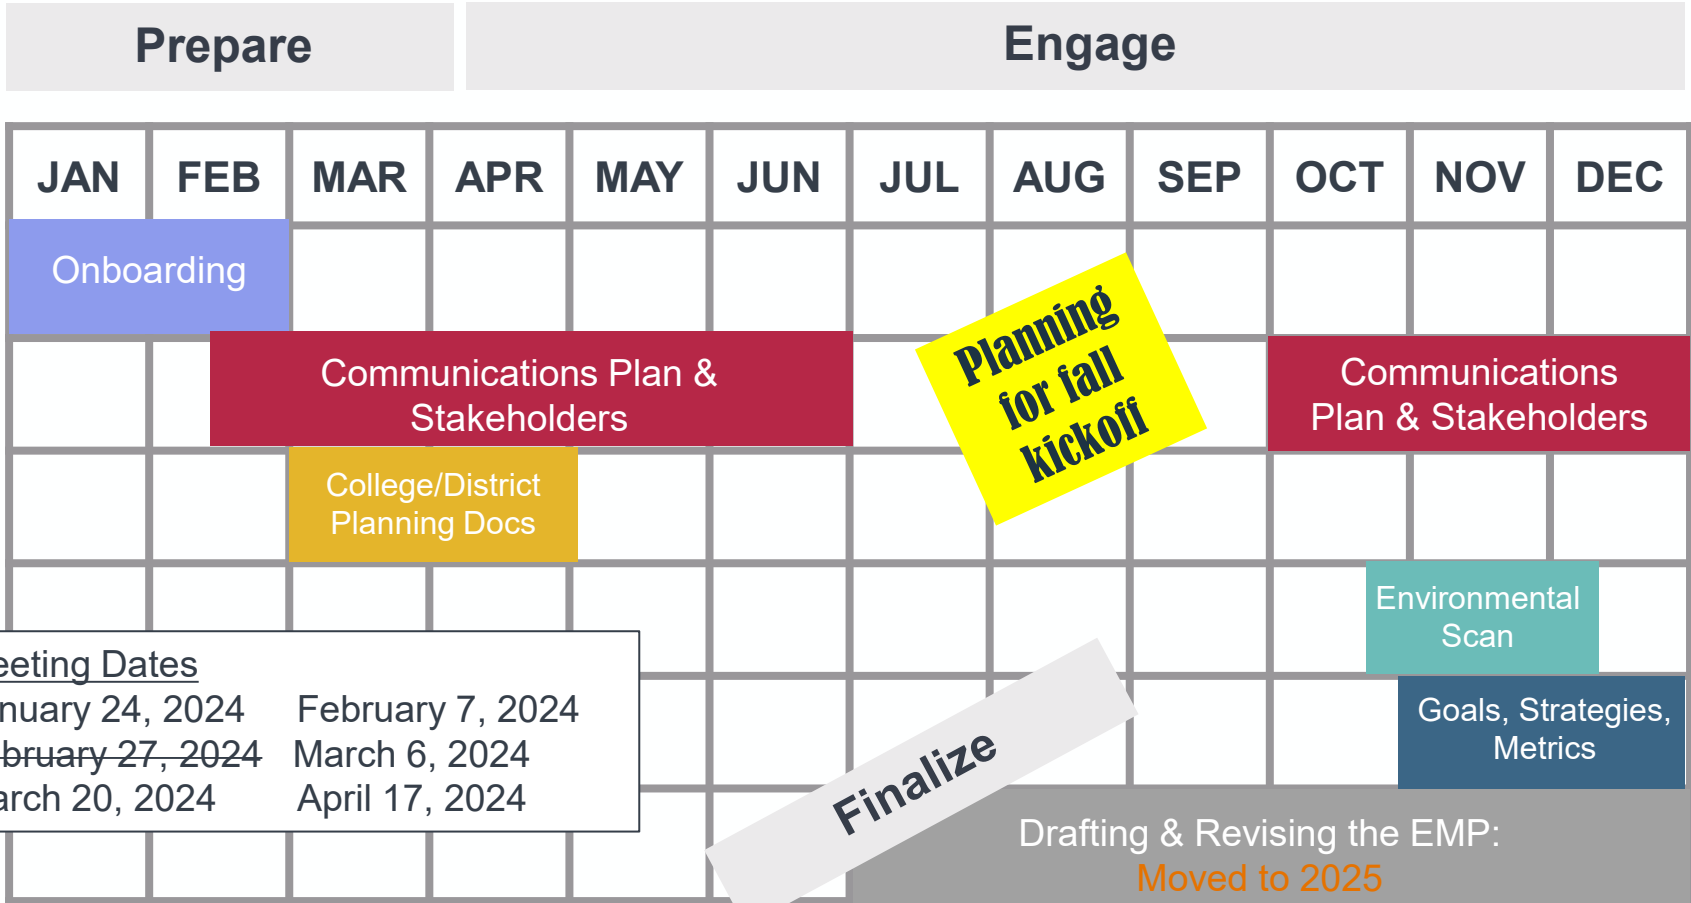 Prepare
Engage
JAN FEB MAR APR MAY JUN JUL AUG SEP OCT NOV DEC
Onboarding
Communications Plan &
Stakeholders
Planning
for fall
kickoff
Communications
Plan & Stakeholders
College/District
Planning Docs
Environmental
Scan
eeting Dates
nuary 24, 2024 February 7, 2024
bruary 27, 2024 March 6, 2024
arch 20, 2024 April 17, 2024
Goals, Strategies,
Metrics
Finalize
Drafting & Revising the EMP:
Moved to 2025